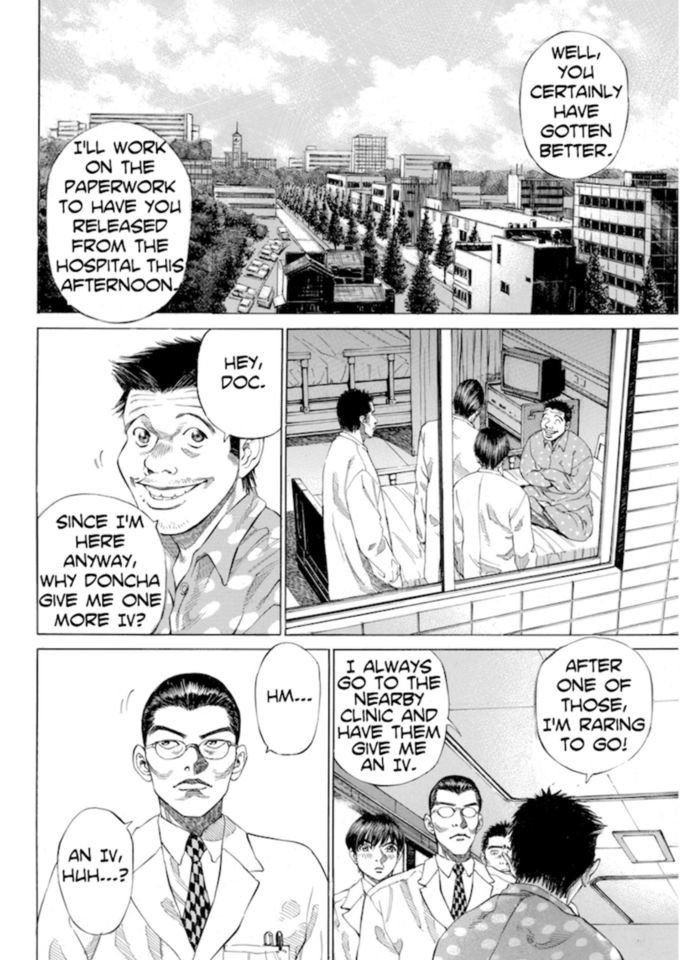 WELL,
YOU
CERTAINLY
HAVE
GOTTEN
BETTER.
I'LL WORK
ON THE
PAPERWORK
TO HAVE YOU
RELEASED
FROM THE
HOSPITAL THIS
AFTERNOON.
HEY,
DOC.
SINCE I'M
HERE
ANYWAY,
WHY DONCHA
GIVE ME ONE
MORE IV?
AFTER
ONE OF
THOSE,
I'M RARING
TO GO!
I ALWAYS
GO TO THE
NEARBY
CLINIC AND
HAVE THEM
GIVE ME
AN IV.
HM...
AN IV,
HUH...?